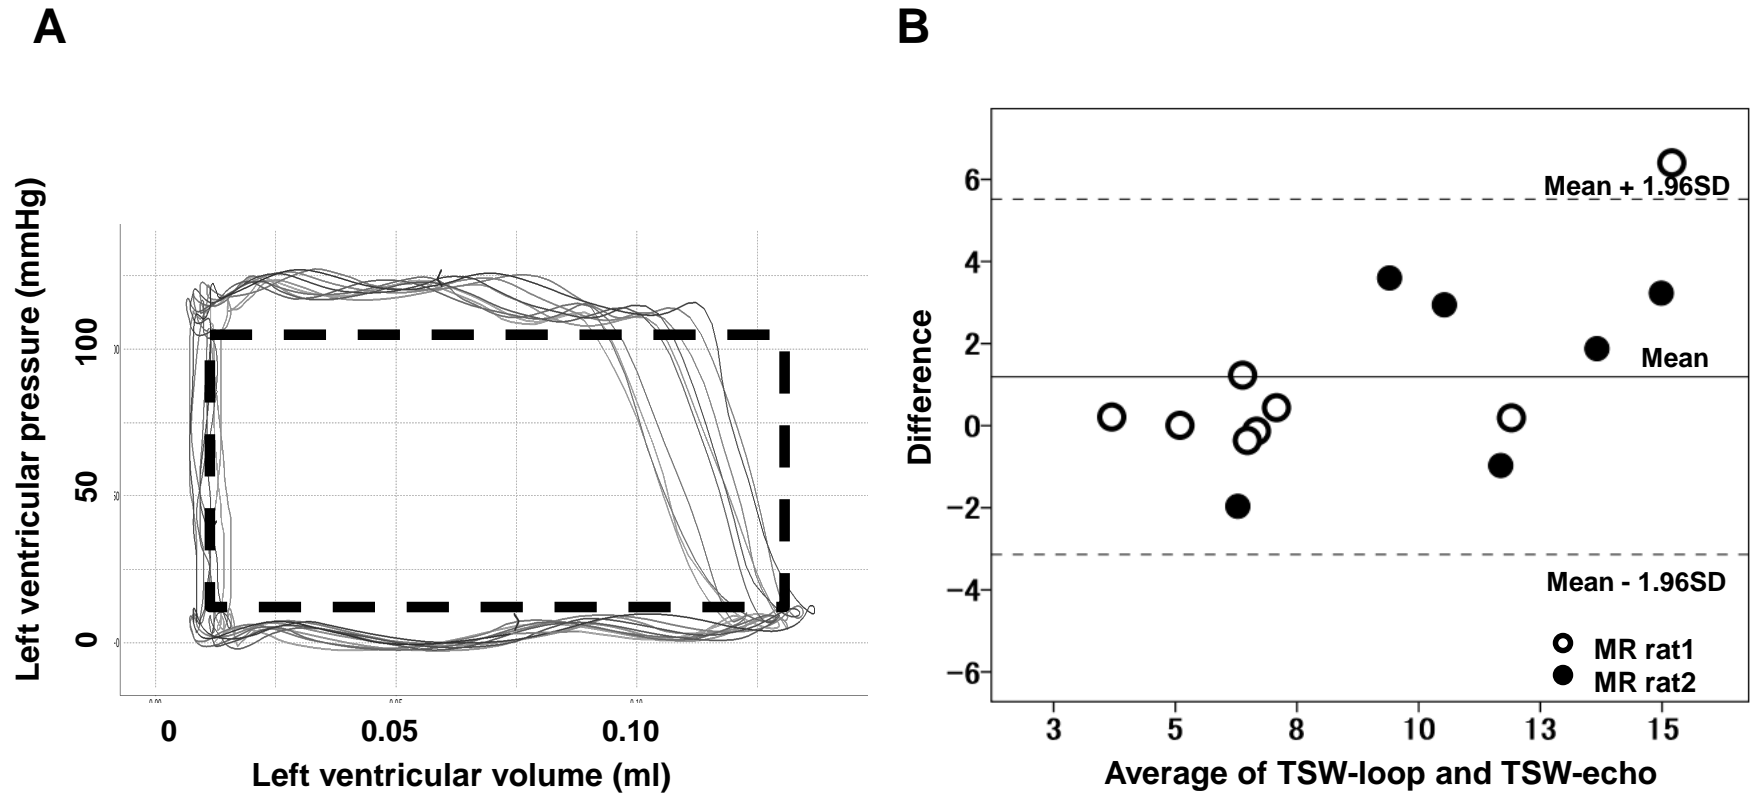 A
Left ventricular pressure (mmHg)
100
50
0
0
0.05
0.10
Left ventricular volume (ml)
B
Difference
6
4
2
0
−2
−4
−6
Mean + 1.96SD
Mean
Mean - 1.96SD
MR rat1
MR rat2
3
5
8
10
13
15
Average of TSW-loop and TSW-echo